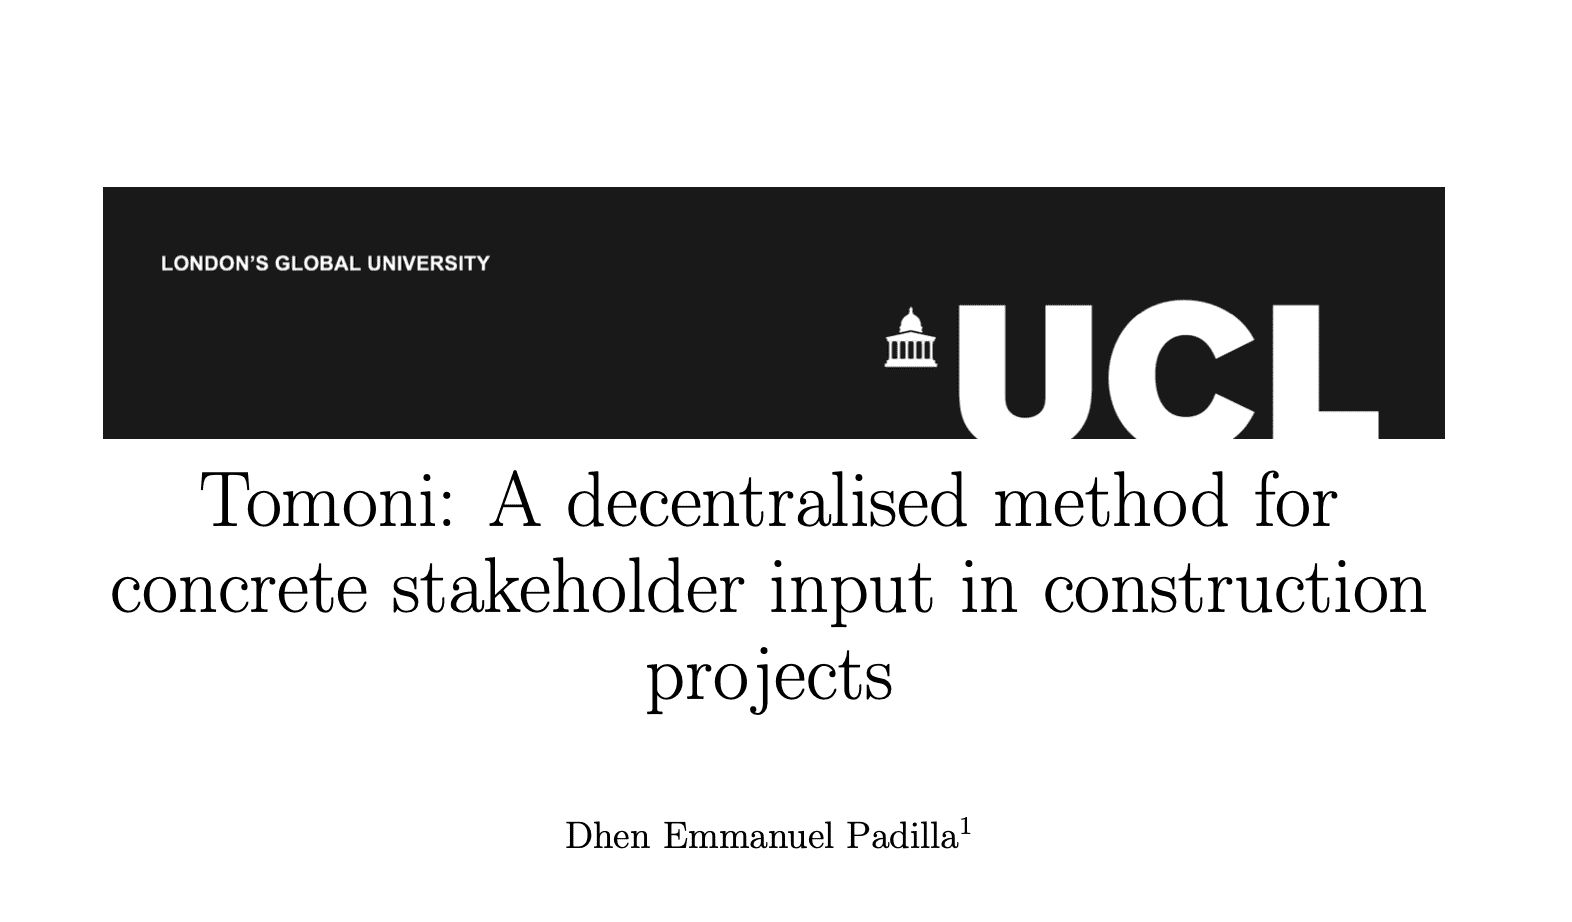 LONDON'S GLOBAL UNIVERSITY
UCL
Tomoni: A decentralised method for
concrete stakeholder input in construction
projects
Dhen Emmanuel Padilla¹